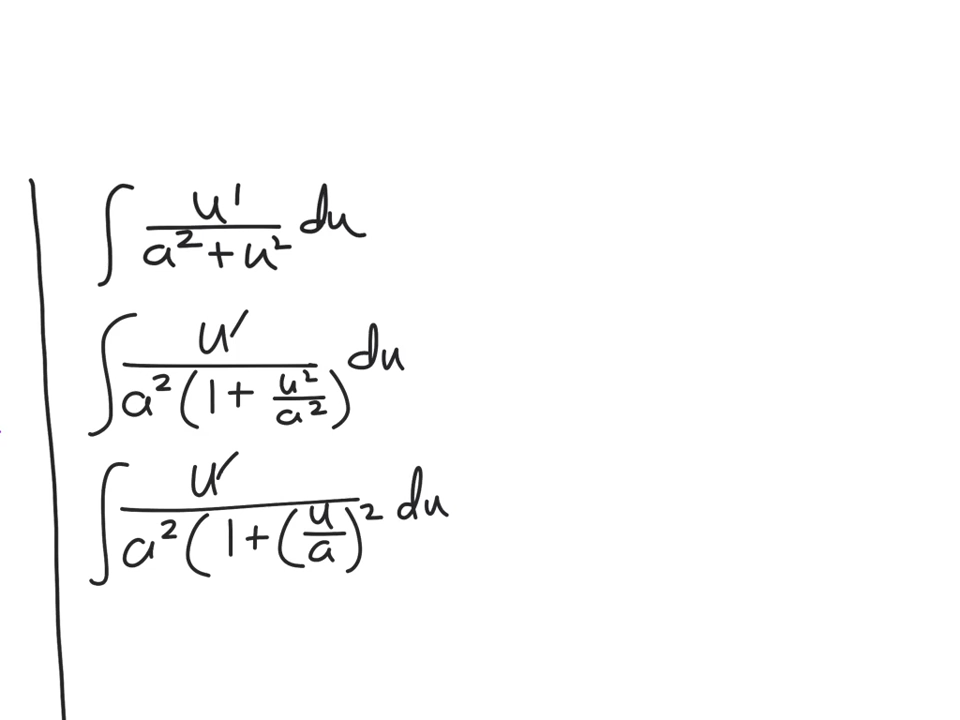 ∫ u' / (a² + u²) du
∫ u' / (a² (1 + u²/a²)) du
∫ u' / (a² (1 + (u/a)² du